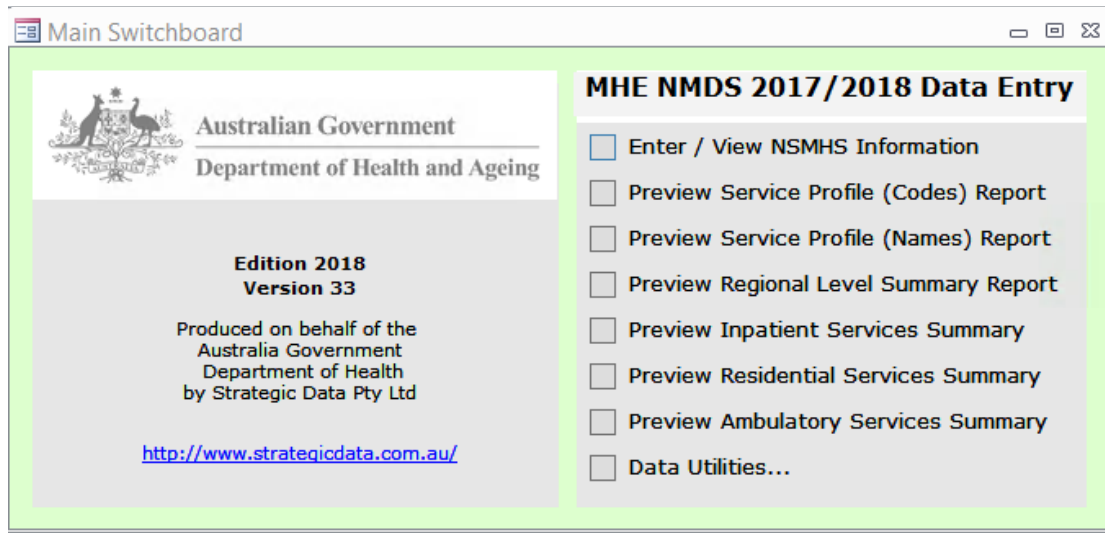 Main Switchboard
Australian Government
Department of Health and Ageing
Edition 2018
Version 33
Produced on behalf of the
Australia Government
Department of Health
by Strategic Data Pty Ltd
http://www.strategicdata.com.au/
MHE NMDS 2017/2018 Data Entry
Enter / View NSMHS Information
Preview Service Profile (Codes) Report
Preview Service Profile (Names) Report
Preview Regional Level Summary Report
Preview Inpatient Services Summary
Preview Residential Services Summary
Preview Ambulatory Services Summary
Data Utilities...